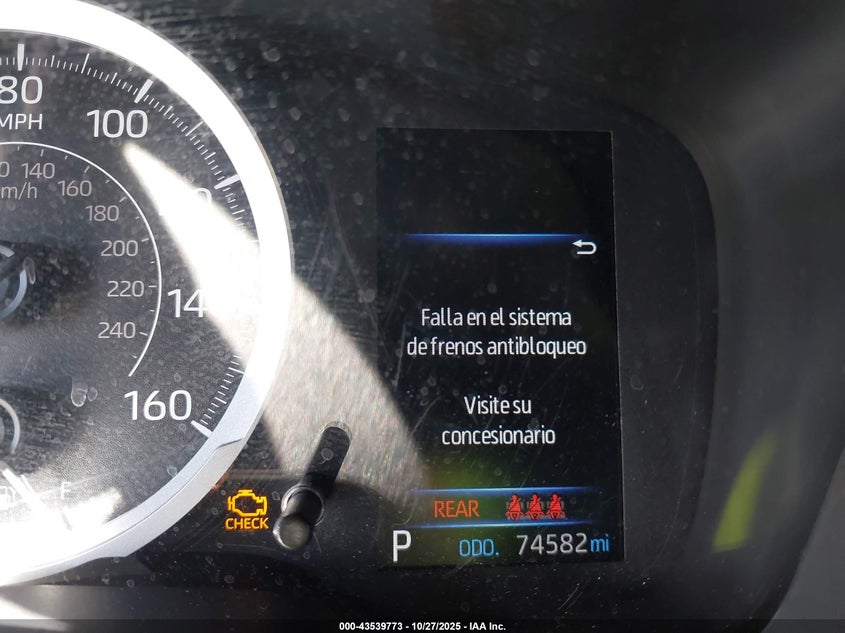 80
MPH
100
140
160
km/h
180
200
220
240
160
Falla en el sistema
de frenos antibloqueo
Visite su
concesionario
CHECK
F
REAR
P ODO. 74582 mi
000-43539773 - 10/27/2025 - IAA Inc.